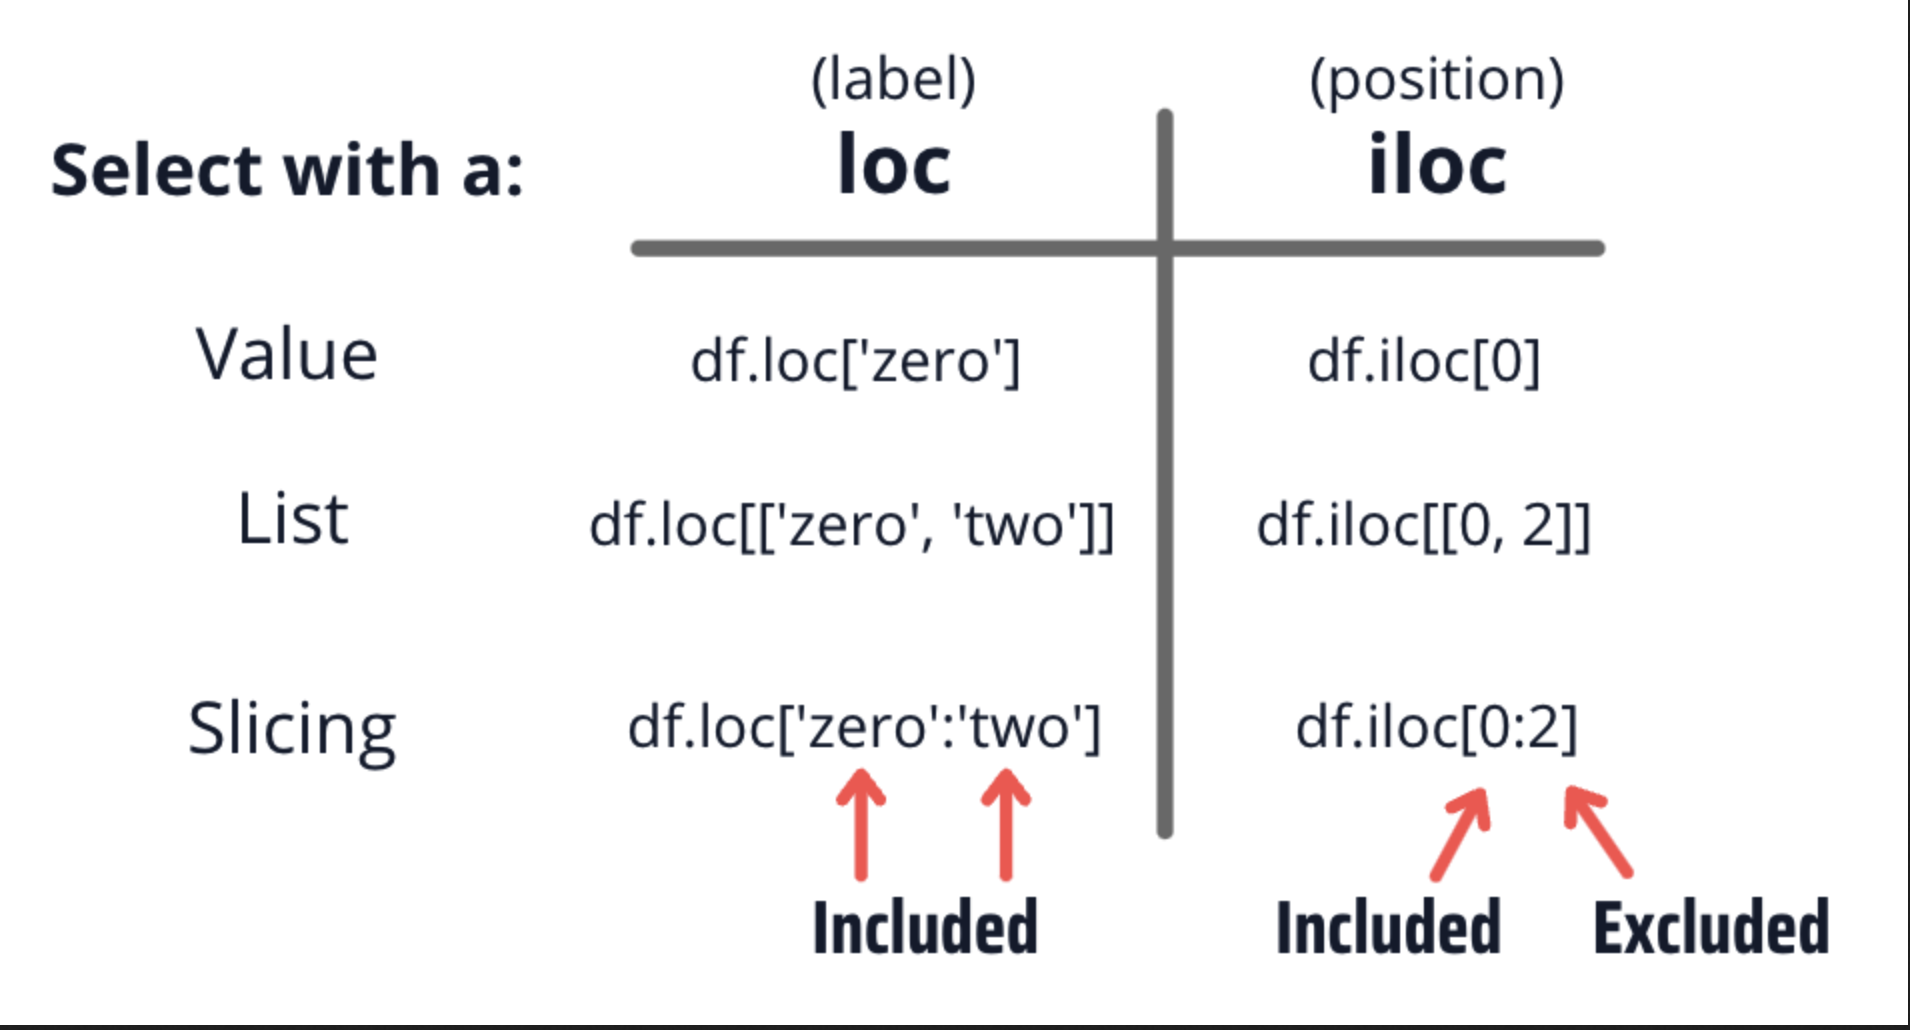 (label) (position)
Select with a: loc iloc
Value df.loc['zero'] df.iloc[0]
List df.loc[['zero', 'two']] df.iloc[[0, 2]]
Slicing df.loc['zero':'two'] df.iloc[0:2]
Included Included Excluded